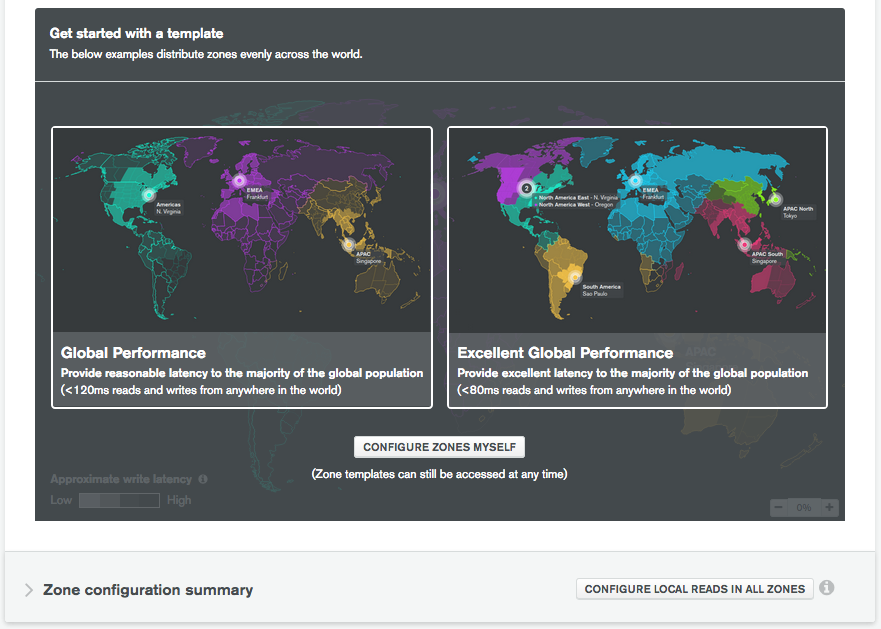 Get started with a template
The below examples distribute zones evenly across the world.
Americas
N. Virginia
EMEA
Frankfurt
APAC
Singapore
Global Performance
Provide reasonable latency to the majority of the global population
(<120ms reads and writes from anywhere in the world)
2
North America East - N. Virginia
North America West - Oregon
EMEA
Frankfurt
APAC North
Tokyo
APAC South
Singapore
South America
Sao Paulo
Excellent Global Performance
Provide excellent latency to the majority of the global population
(<80ms reads and writes from anywhere in the world)
APAC
CONFIGURE ZONES MYSELF
(Zone templates can still be accessed at any time)
Approximate write latency i
Low High
− 0% +
Zone configuration summary
CONFIGURE LOCAL READS IN ALL ZONES i